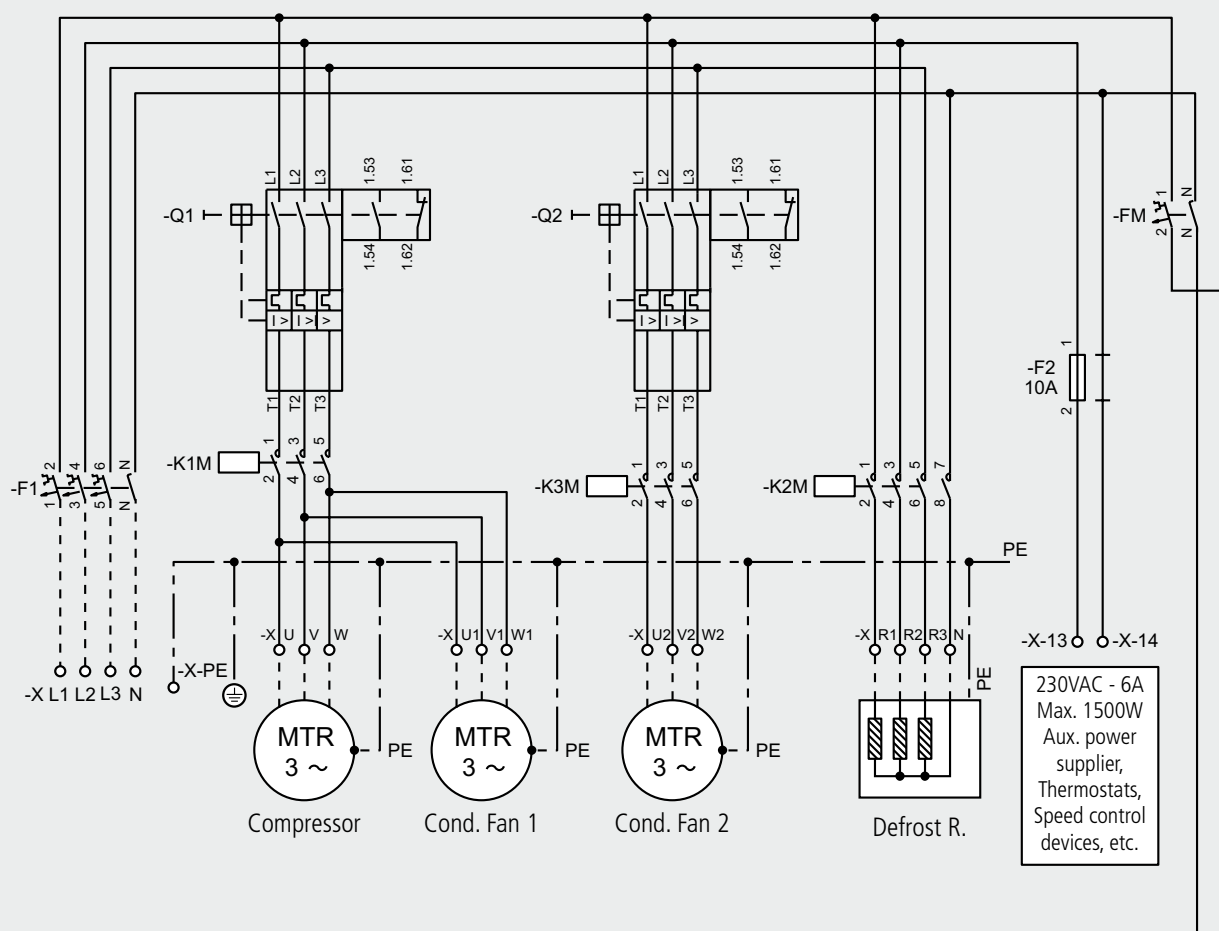 L1 L2 L3 1.53 1.61
-Q1
1.54 1.62
I > I > I >
T1 T2 T3
L1 L2 L3 1.53 1.61
-Q2
1.54 1.62
I > I > I >
T1 T2 T3
1 N
-FM
2 N
1
-F2
10A
2
2 4 6 N
-F1
1 3 5 N
1 3 5
-K1M
2 4 6
1 3 5
-K3M
2 4 6
1 3 5 7
-K2M
2 4 6 8
PE
-X U V W
-X U1 V1 W1
-X U2 V2 W2
-X R1 R2 R3 N
PE
-X-13 -X-14
-X L1 L2 L3 N
-X-PE
MTR
3 ~
PE
Compressor
MTR
3 ~
PE
Cond. Fan 1
MTR
3 ~
PE
Cond. Fan 2
Defrost R.
230VAC - 6A
Max. 1500W
Aux. power
supplier,
Thermostats,
Speed control
devices, etc.